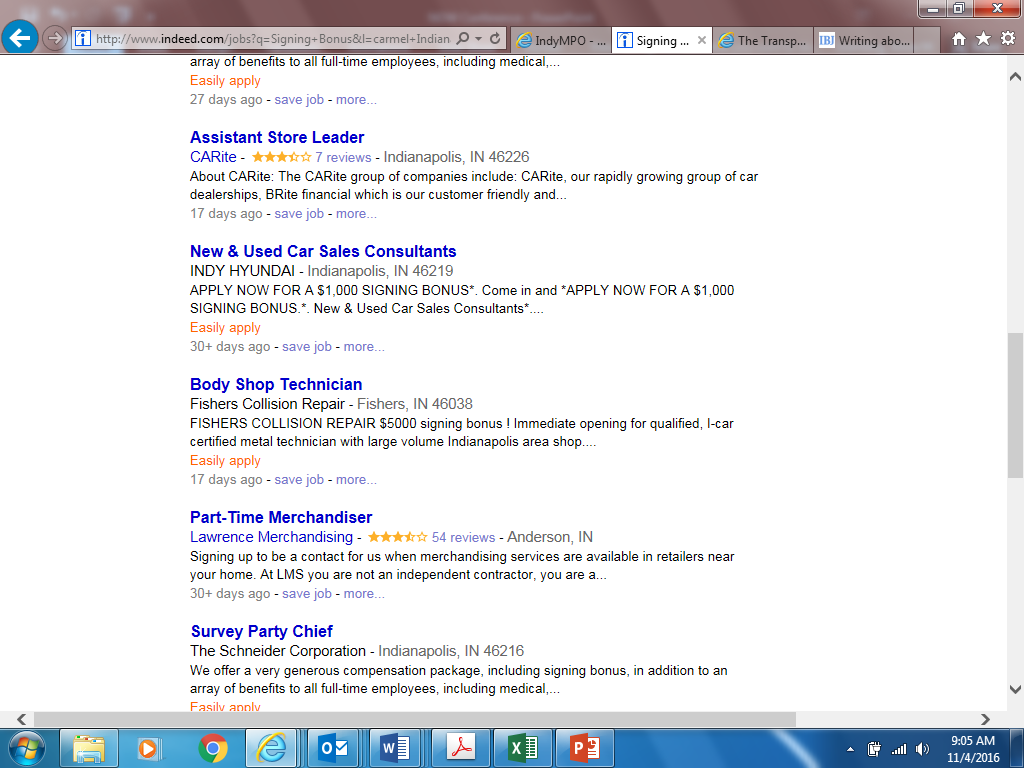 http://www.indeed.com/jobs?q=Signing+Bonus&l=carmel+Indian
IndyMPO - ...
Signing ...
The Transp...
IBJ Writing abo...
array of benefits to all full-time employees, including medical,...
Easily apply
27 days ago - save job - more...
Assistant Store Leader
CARite - 7 reviews - Indianapolis, IN 46226
About CARite: The CARite group of companies include: CARite, our rapidly growing group of car
dealerships, BRite financial which is our customer friendly and...
17 days ago - save job - more...
New & Used Car Sales Consultants
INDY HYUNDAI - Indianapolis, IN 46219
APPLY NOW FOR A $1,000 SIGNING BONUS*. Come in and *APPLY NOW FOR A $1,000
SIGNING BONUS.*. New & Used Car Sales Consultants*....
Easily apply
30+ days ago - save job - more...
Body Shop Technician
Fishers Collision Repair - Fishers, IN 46038
FISHERS COLLISION REPAIR $5000 signing bonus ! Immediate opening for qualified, I-car
certified metal technician with large volume Indianapolis area shop....
Easily apply
17 days ago - save job - more...
Part-Time Merchandiser
Lawrence Merchandising - 54 reviews - Anderson, IN
Signing up to be a contact for us when merchandising services are available in retailers near
your home. At LMS you are not an independent contractor, you are a...
30+ days ago - save job - more...
Survey Party Chief
The Schneider Corporation - Indianapolis, IN 46216
We offer a very generous compensation package, including signing bonus, in addition to an
array of benefits to all full-time employees, including medical,...
Easily apply
9:05 AM
11/4/2016